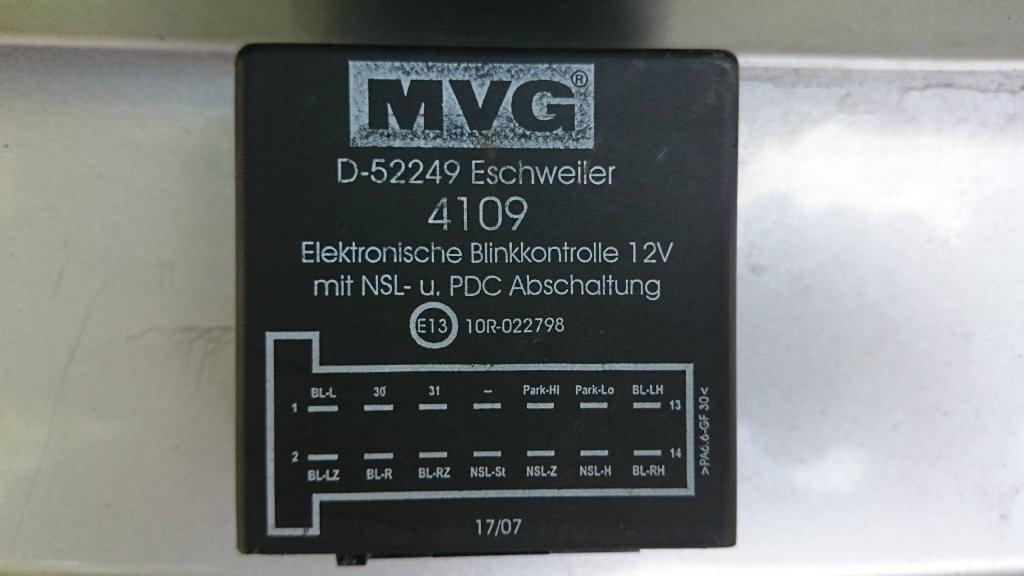 MVG®
D-52249 Eschweiler
4109
Elektronische Blinkkontrolle 12V
mit NSL- u. PDC Abschaltung
E13 10R-022798
BL-L 30 31 – Park-Hi Park-Lo BL-LH
1 13
2 14
BL-LZ BL-R BL-RZ NSL-St NSL-Z NSL-H BL-RH
>PA6.6-GF 30<
17/07